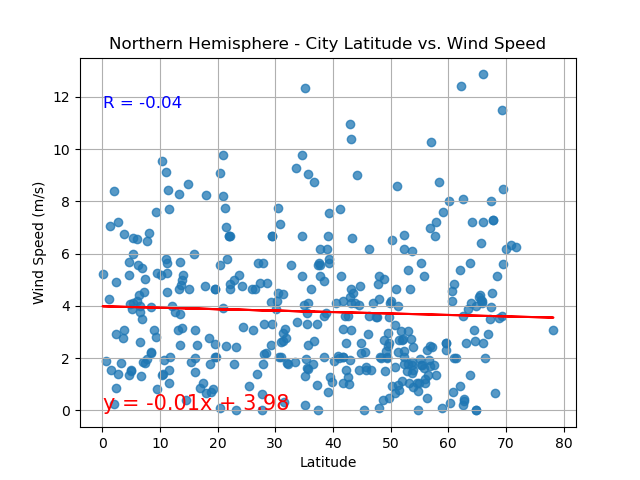 Northern Hemisphere - City Latitude vs. Wind Speed
R = -0.04
y = -0.01x + 3.98
Wind Speed (m/s)
12
10
8
6
4
2
0
0 10 20 30 40 50 60 70 80
Latitude